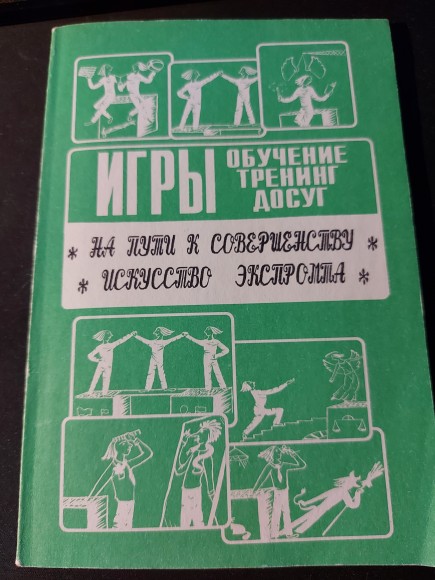 ИГРЫ
ОБУЧЕНИЕ
ТРЕНИНГ
ДОСУГ
* НА ПУТИ К СОВЕРШЕНСТВУ *
* ИСКУССТВО ЭКСПРОМТА *